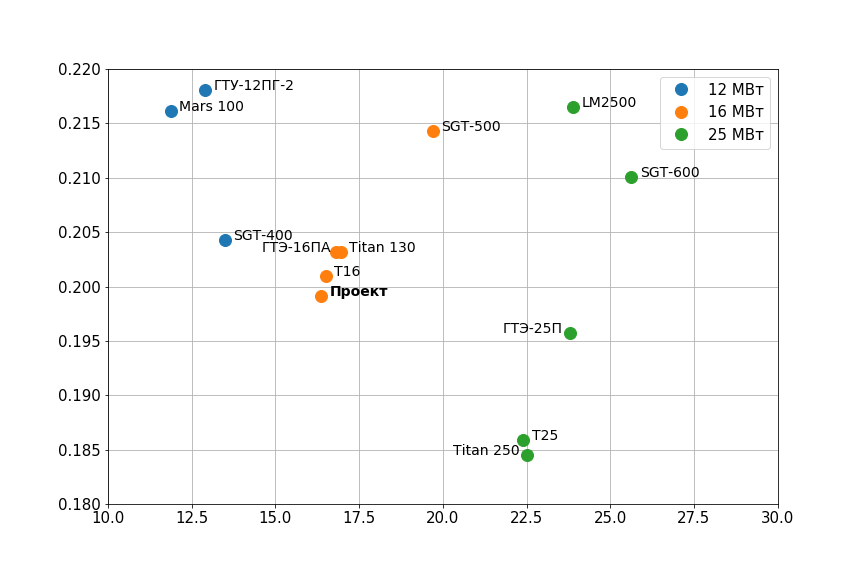 0.220
0.215
0.210
0.205
0.200
0.195
0.190
0.185
0.180
10.0 12.5 15.0 17.5 20.0 22.5 25.0 27.5 30.0
12 МВт
16 МВт
25 МВт
ГТУ-12ПГ-2
Mars 100
LM2500
SGT-500
SGT-600
SGT-400
ГТЭ-16ПА
Titan 130
T16
Проект
ГТЭ-25П
T25
Titan 250